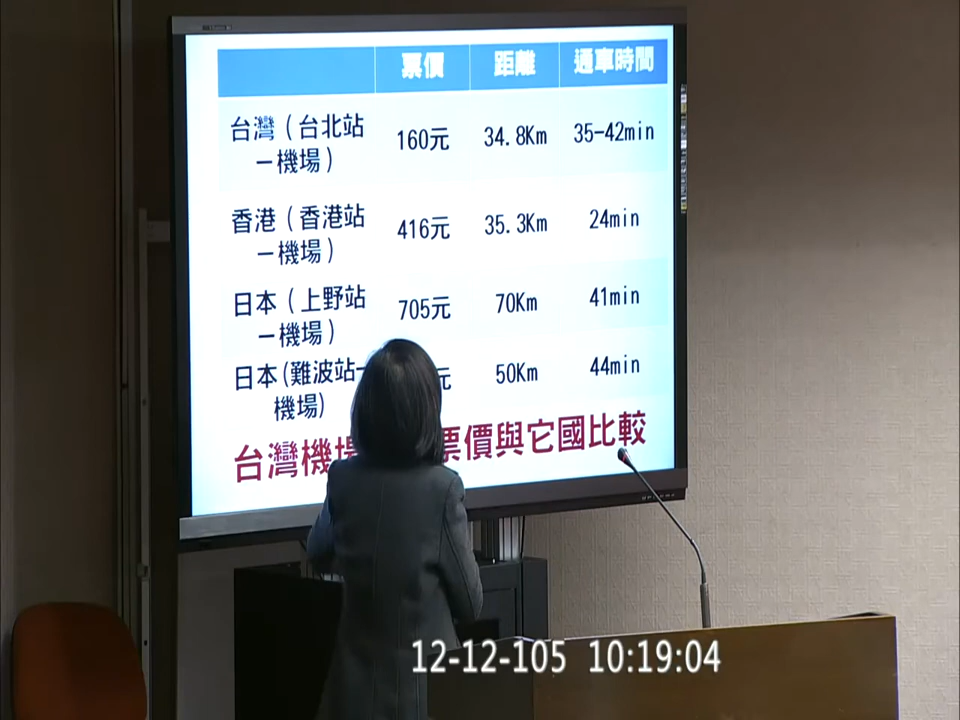 票價 距離 通車時間
台灣（台北站
－機場）
160元 34.8Km 35-42min
香港（香港站
－機場）
416元 35.3Km 24min
日本（上野站
－機場）
705元 70Km 41min
日本(難波站-
機場)
元 50Km 44min
台灣機場 票價與它國比較
12-12-105 10:19:04